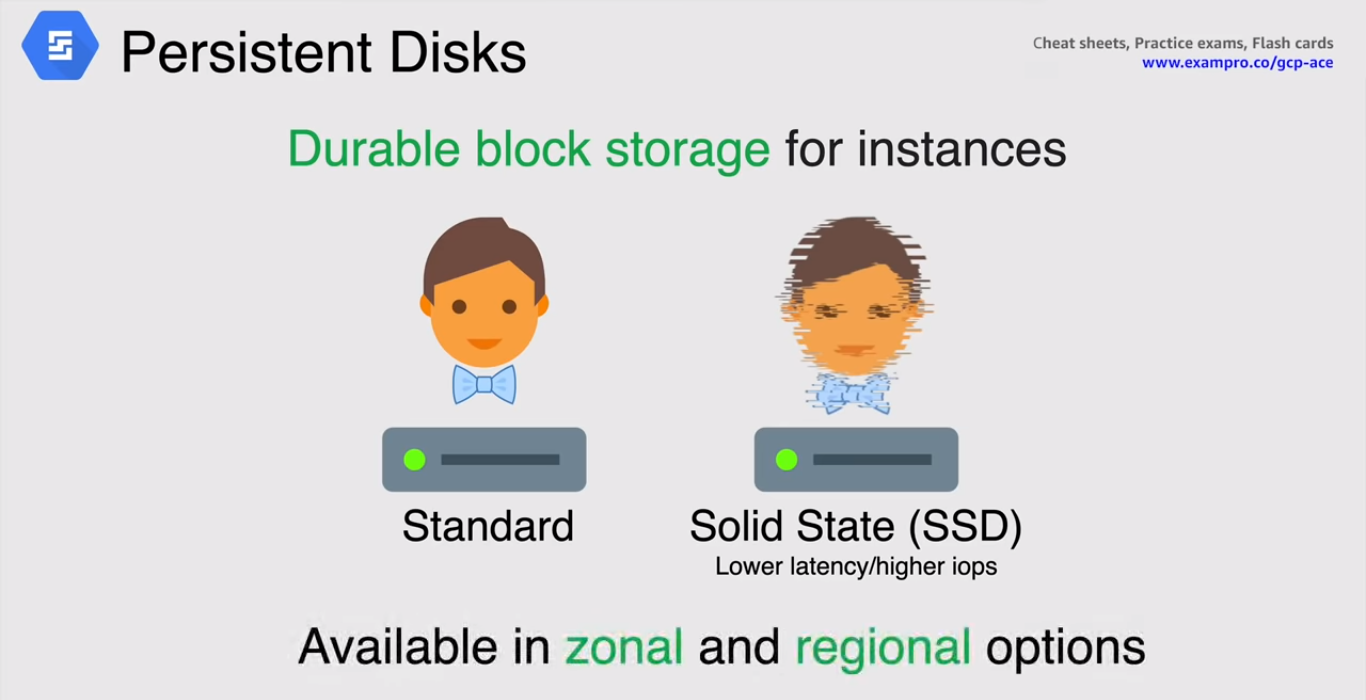 Persistent Disks
Cheat sheets, Practice exams, Flash cards
www.exampro.co/gcp-ace
Durable block storage for instances
Standard
Solid State (SSD)
Lower latency/higher iops
Available in zonal and regional options